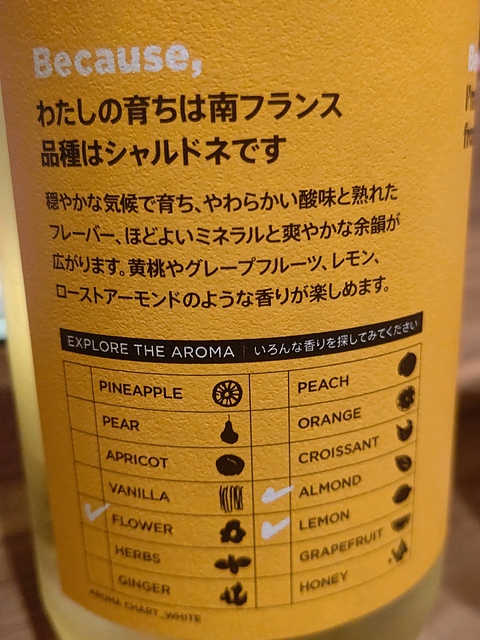 Because,
わたしの育ちは南フランス
品種はシャルドネです
穏やかな気候で育ち、やわらかい酸味と熟れた
フレーバー、ほどよいミネラルと爽やかな余韻が
広がります。黄桃やグレープフルーツ、レモン、
ローストアーモンドのような香りが楽しめます。
EXPLORE THE AROMA | いろんな香りを探してみてください
PINEAPPLE
PEAR
APRICOT
VANILLA
FLOWER
HERBS
GINGER
PEACH
ORANGE
CROISSANT
ALMOND
LEMON
GRAPEFRUIT
HONEY
AROMA CHART_WHITE